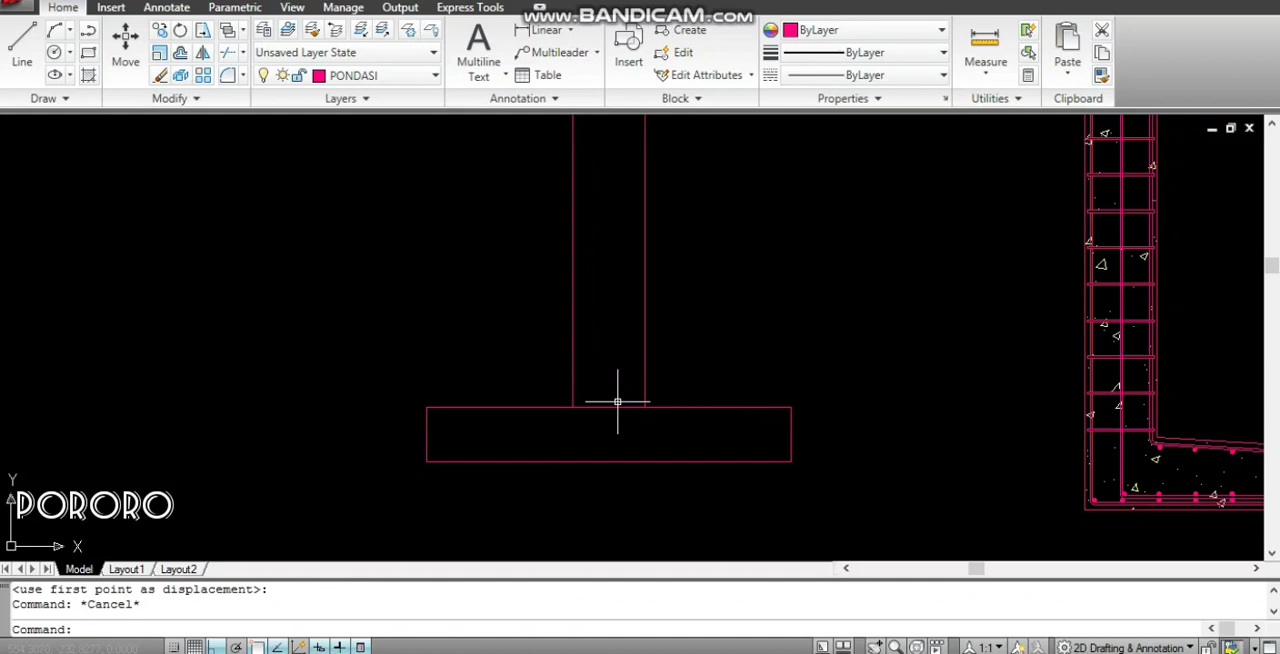 www.BANDICAM.com
Home Insert Annotate Parametric View Manage Output Express Tools
Line
Move
Unsaved Layer State
PONDASI
Multiline
Text
Linear
Multileader
Table
Insert
Create
Edit
Edit Attributes
ByLayer
ByLayer
ByLayer
Measure
Paste
Draw Modify Layers Annotation Block Properties Utilities Clipboard
Y
PORORO
X
Model Layout1 Layout2
<use first point as displacement>:
Command: *Cancel*
Command:
1:1 2D Drafting & Annotation